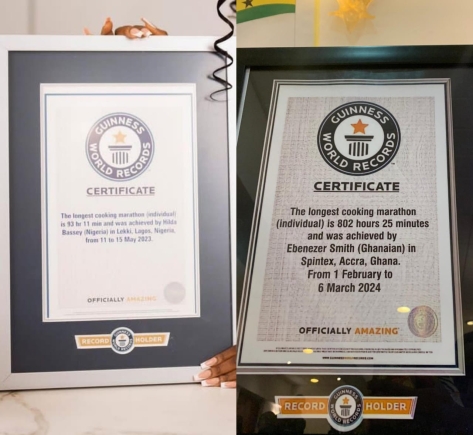 GUINNESS
WORLD RECORDS
CERTIFICATE
The longest cooking marathon (individual)
is 93 hr 11 min and was achieved by Hilda
Bassey (Nigeria) in Lekki, Lagos, Nigeria,
from 11 to 15 May 2023.
OFFICIALLY AMAZING
RECORD HOLDER
GUINNESS
WORLD RECORDS
CERTIFICATE
The longest cooking marathon
(individual) is 802 hours 25 minutes
and was achieved by
Ebenezer Smith (Ghanaian) in
Spintex, Accra, Ghana.
From 1 February to
6 March 2024
OFFICIALLY AMAZING
WWW.GUINNESSWORLDRECORDS.COM
RECORD HOLDER